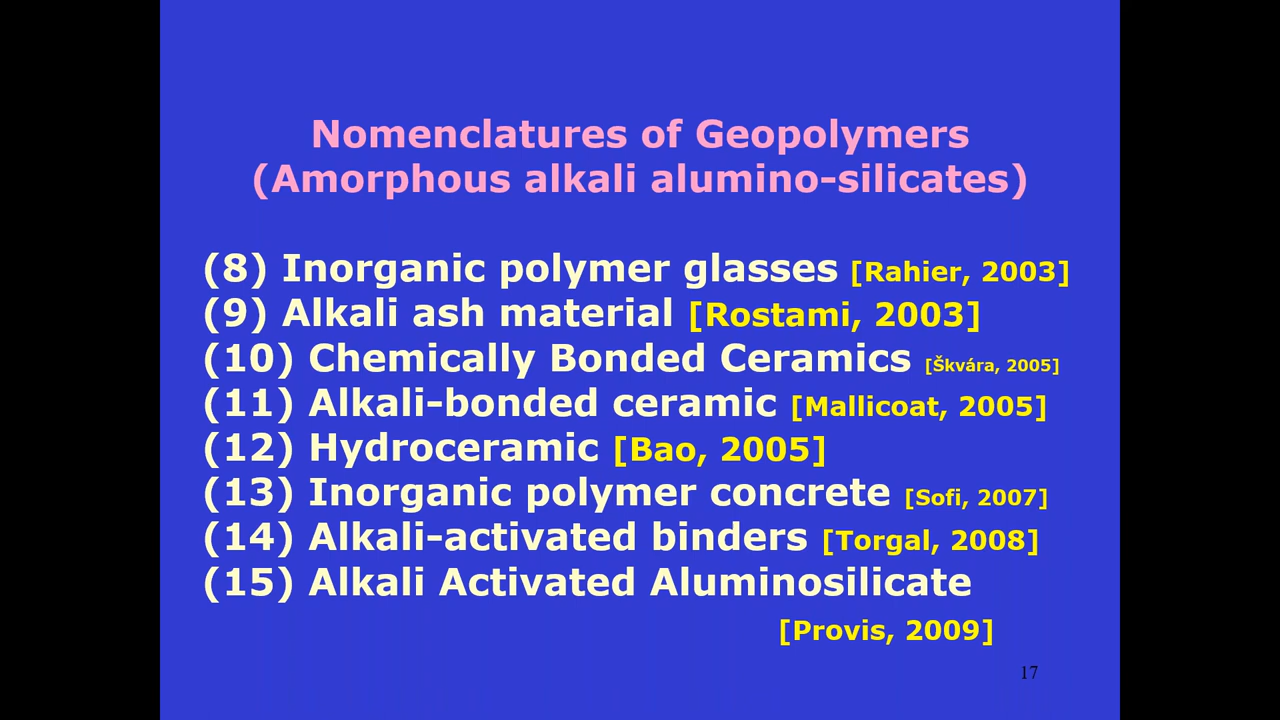 Nomenclatures of Geopolymers
(Amorphous alkali alumino-silicates)
(8) Inorganic polymer glasses [Rahier, 2003]
(9) Alkali ash material [Rostami, 2003]
(10) Chemically Bonded Ceramics [Škvára, 2005]
(11) Alkali-bonded ceramic [Mallicoat, 2005]
(12) Hydroceramic [Bao, 2005]
(13) Inorganic polymer concrete [Sofi, 2007]
(14) Alkali-activated binders [Torgal, 2008]
(15) Alkali Activated Aluminosilicate
[Provis, 2009]
17